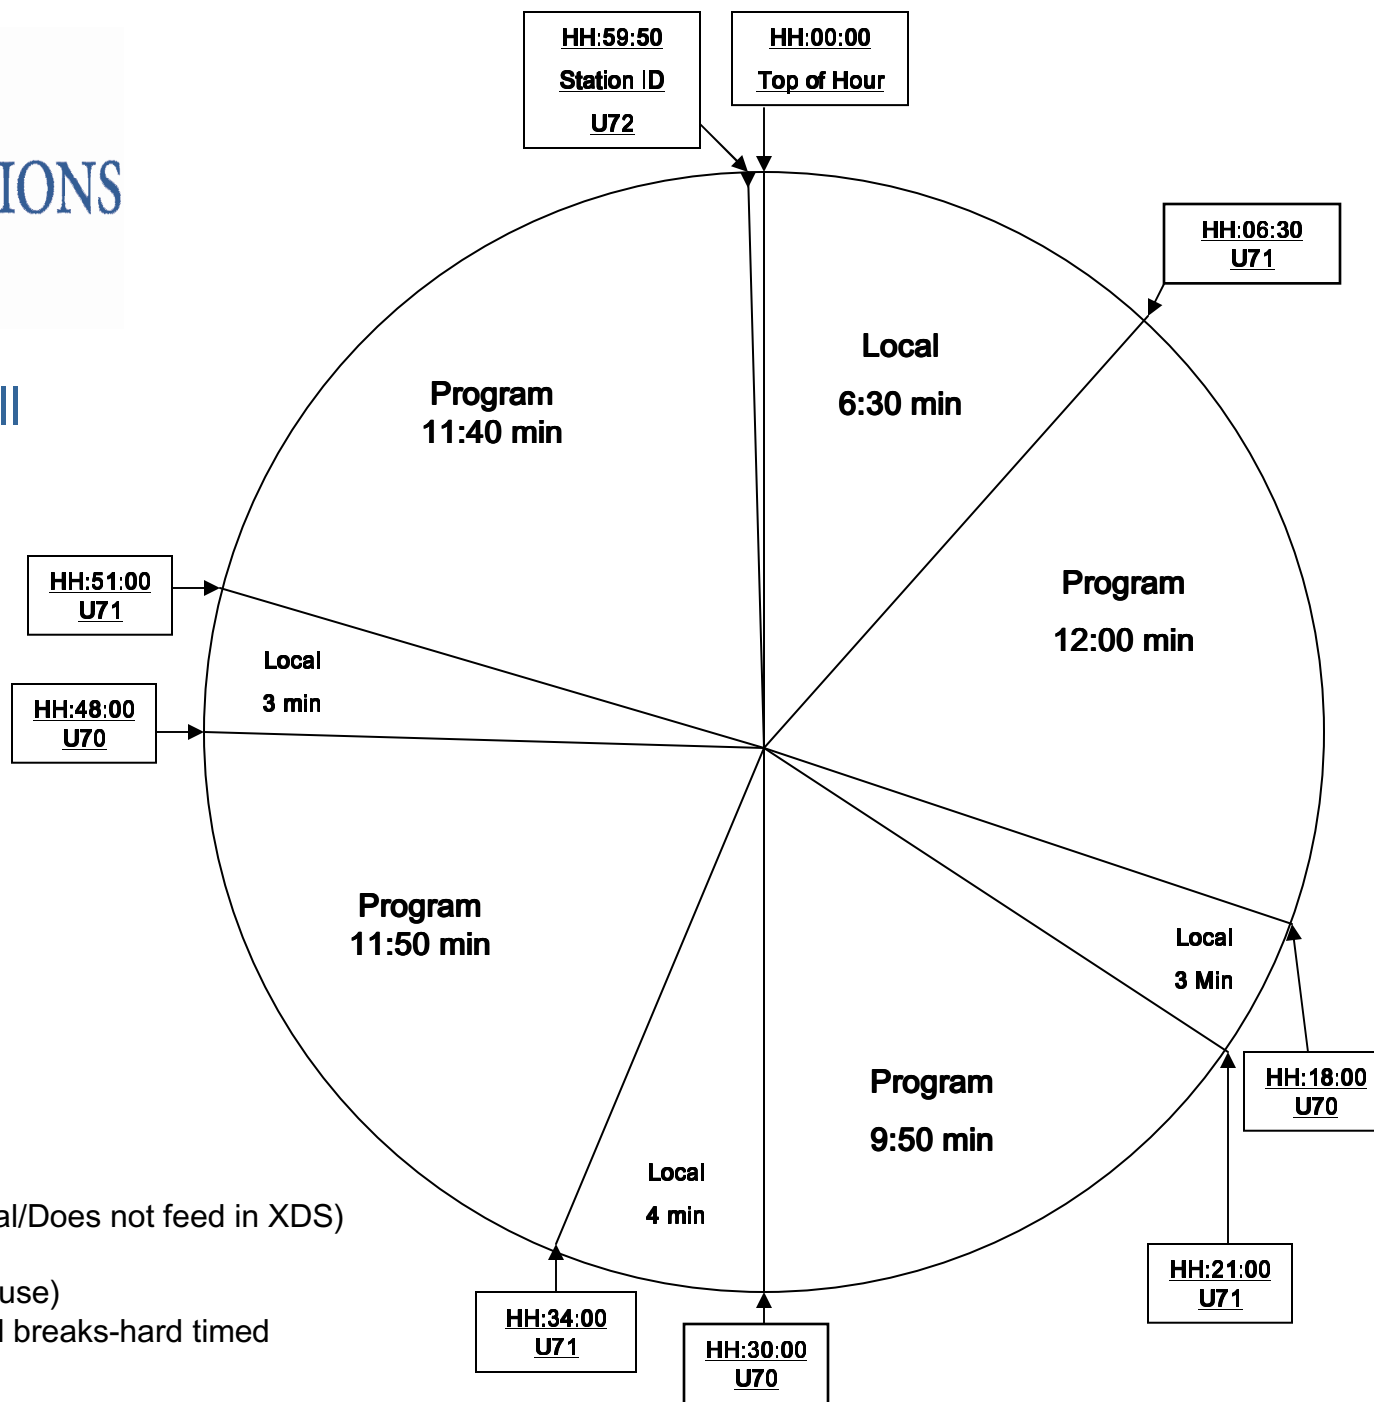 HH:59:50
Station ID
U72
HH:00:00
Top of Hour
IONS
HH:06:30
U71
Local
6:30 min
Program
11:40 min
ll
HH:51:00
U71
Program
12:00 min
Local
3 min
HH:48:00
U70
Program
11:50 min
Local
3 Min
HH:18:00
U70
Program
9:50 min
Local
4 min
al/Does not feed in XDS)
HH:21:00
U71
use)
l breaks-hard timed
HH:34:00
U71
HH:30:00
U70